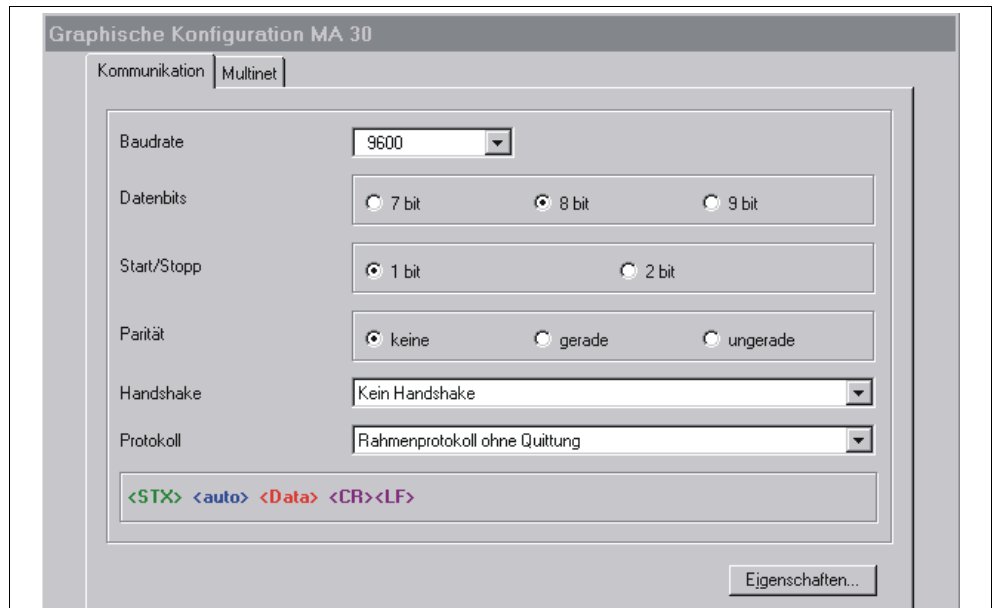 Graphische Konfiguration MA 30
Kommunikation Multinet
Baudrate 9600
Datenbits 7 bit 8 bit 9 bit
Start/Stopp 1 bit 2 bit
Parität keine gerade ungerade
Handshake Kein Handshake
Protokoll Rahmenprotokoll ohne Quittung
<STX> <auto> <Data> <CR><LF>
Eigenschaften...